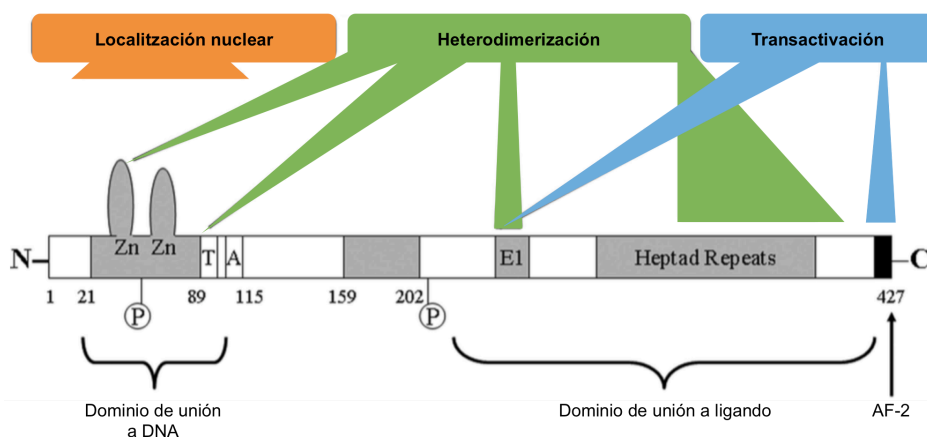 Localitzación nuclear
Heterodimerización
Transactivación
Zn Zn
N T A E1 Heptad Repeats C
1 21 89 115 159 202 427
P P
Dominio de unión
a DNA
Dominio de unión a ligando
AF-2